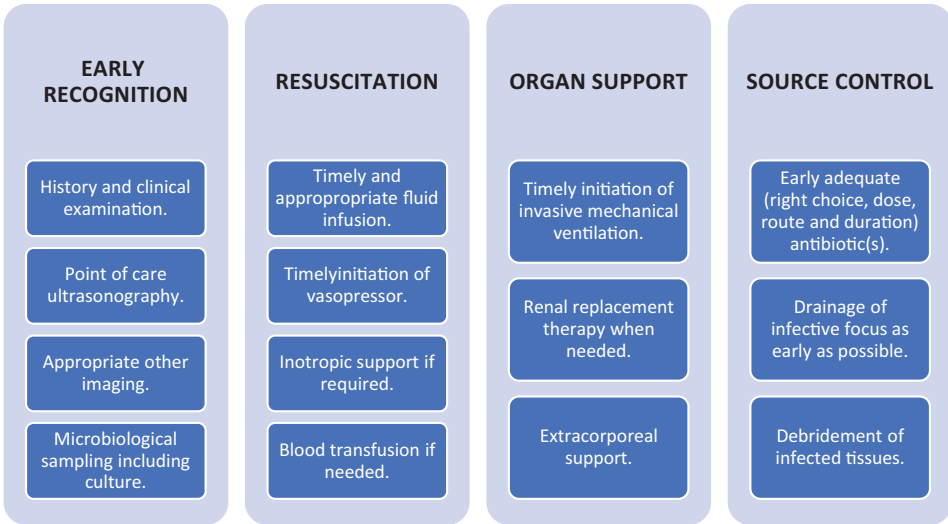 EARLY
RECOGNITION
History and clinical
examination.
Point of care
ultrasonography.
Appropriate other
imaging.
Microbiological
sampling including
culture.
RESUSCITATION
Timely and
appropropriate fluid
infusion.
Timelyinitiation of
vasopressor.
Inotropic support if
required.
Blood transfusion if
needed.
ORGAN SUPPORT
Timely initiation of
invasive mechanical
ventilation.
Renal replacement
therapy when
needed.
Extracorporeal
support.
SOURCE CONTROL
Early adequate
(right choice, dose,
route and duration)
antibiotic(s).
Drainage of
infective focus as
early as possible.
Debridement of
infected tissues.